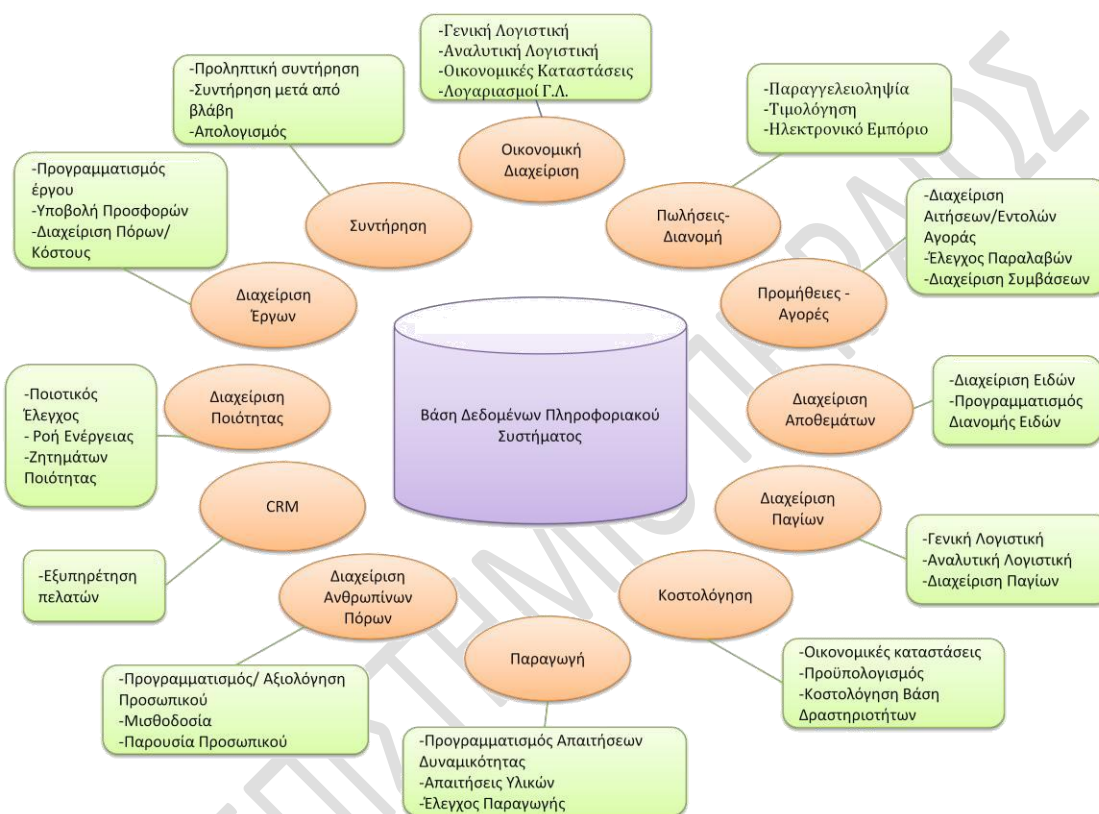 -Γενική Λογιστική
-Αναλυτική Λογιστική
-Οικονομικές Καταστάσεις
-Λογαριασμοί Γ.Λ.
Οικονομική
Διαχείριση
-Παραγγελειοληψία
-Τιμολόγηση
-Ηλεκτρονικό Εμπόριο
Πωλήσεις-
Διανομή
-Διαχείριση
Αιτήσεων/Εντολών
Αγοράς
-Έλεγχος Παραλαβών
-Διαχείριση Συμβάσεων
Προμήθειες -
Αγορές
-Διαχείριση Ειδών
-Προγραμματισμός
Διανομής Ειδών
Διαχείριση
Αποθεμάτων
Διαχείριση
Παγίων
-Γενική Λογιστική
-Αναλυτική Λογιστική
-Διαχείριση Παγίων
Κοστολόγηση
-Οικονομικές καταστάσεις
-Προϋπολογισμός
-Κοστολόγηση Βάση
Δραστηριοτήτων
Παραγωγή
-Προγραμματισμός Απαιτήσεων
Δυναμικότητας
-Απαιτήσεις Υλικών
-Έλεγχος Παραγωγής
Διαχείριση
Ανθρωπίνων
Πόρων
-Προγραμματισμός/ Αξιολόγηση
Προσωπικού
-Μισθοδοσία
-Παρουσία Προσωπικού
CRM
-Εξυπηρέτηση
πελατών
Διαχείριση
Ποιότητας
-Ποιοτικός
Έλεγχος
- Ροή Ενέργειας
-Ζητημάτων
Ποιότητας
Διαχείριση
Έργων
-Προγραμματισμός
έργου
-Υποβολή Προσφορών
-Διαχείριση Πόρων/
Κόστους
Συντήρηση
-Προληπτική συντήρηση
-Συντήρηση μετά από
βλάβη
-Απολογισμός
Βάση Δεδομένων Πληροφοριακού
Συστήματος